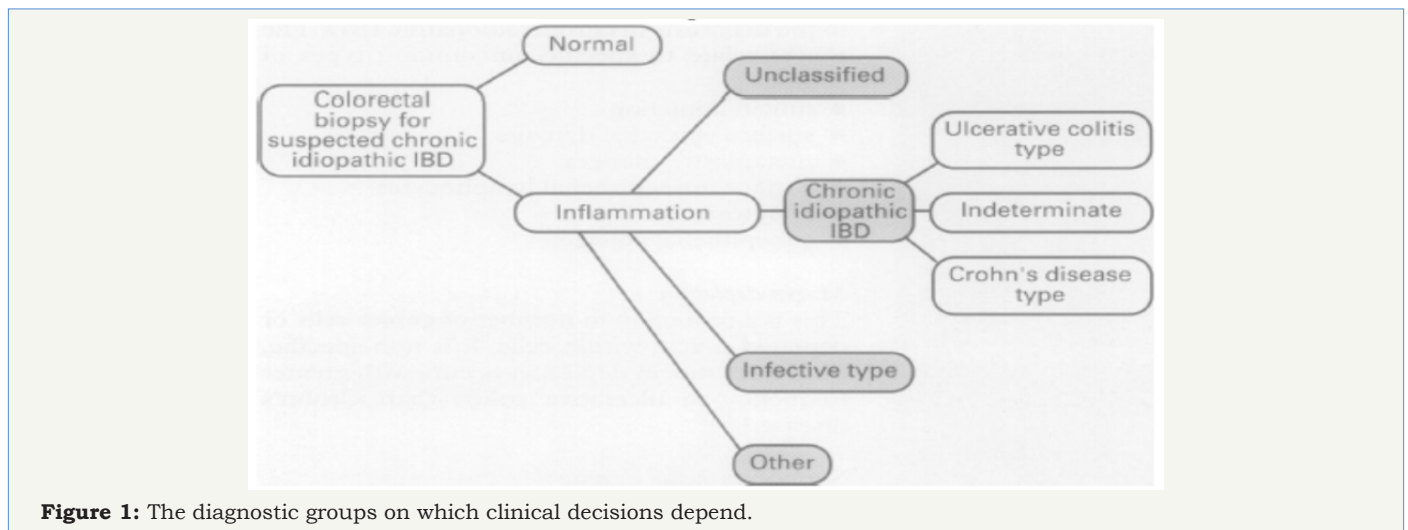 Normal
Unclassified
Colorectal
biopsy for
suspected chronic
idiopathic IBD
Ulcerative colitis
type
Inflammation
Chronic
idiopathic
IBD
Indeterminate
Crohn's disease
type
Infective type
Other
Figure 1: The diagnostic groups on which clinical decisions depend.